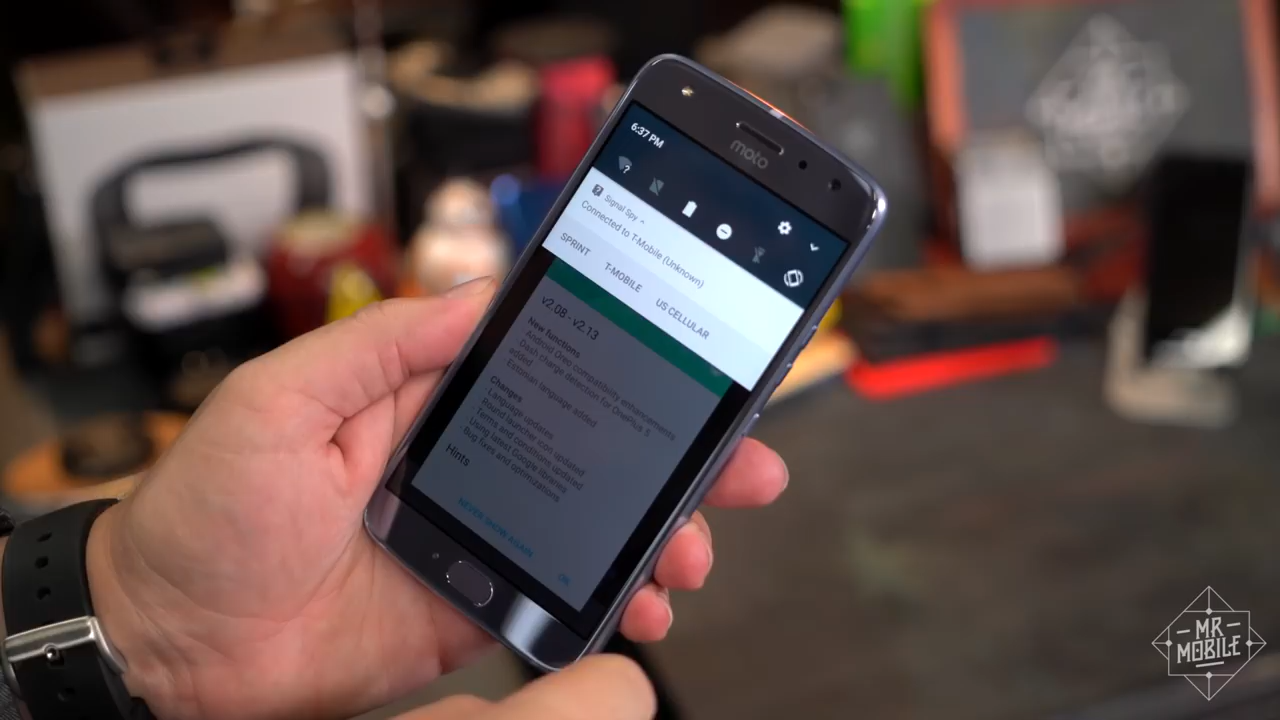 moto
6:37 PM
Signal Spy
Connected to T-Mobile (Unknown)
SPRINT T-MOBILE US CELLULAR
v2.08 - v2.13
New functions
Android Oreo compatibility enhancements
Dash charge detection for OnePlus 5
added
Estonian language added
Changes
Language updates
Round launcher icon updated
Terms and conditions updated
Using latest Google libraries
Bug fixes and optimizations
Hints
NEVER SHOW AGAIN
OK
MR
MOBILE